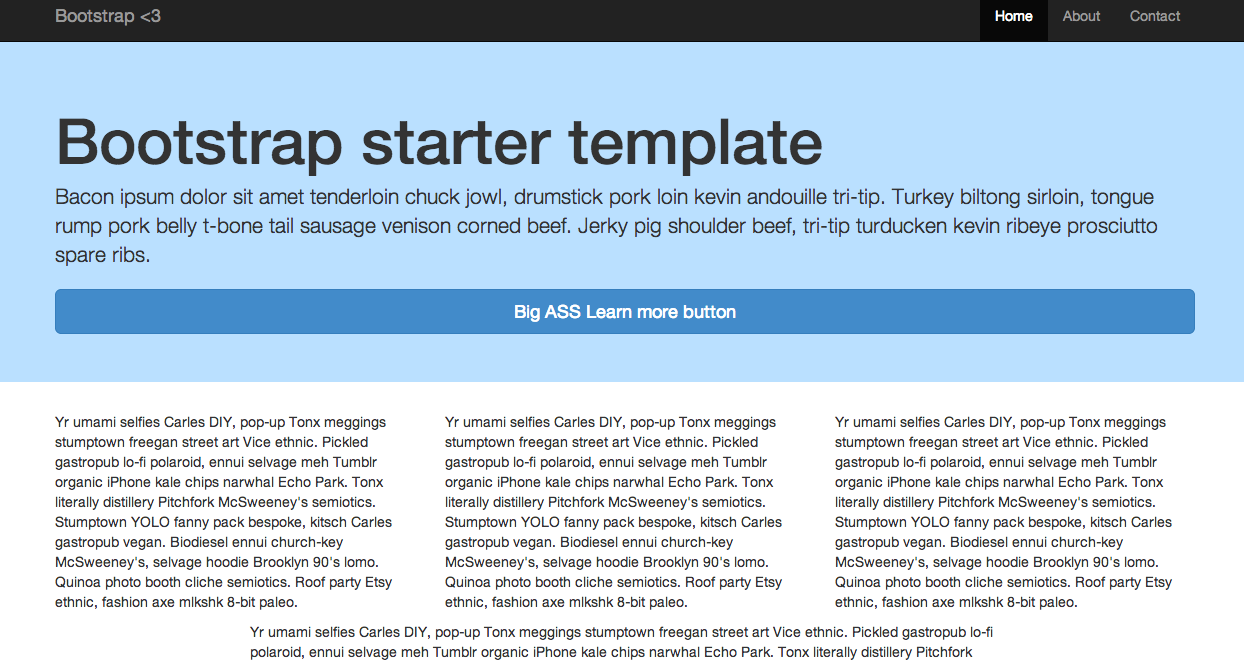 Bootstrap <3
Home About Contact
Bootstrap starter template
Bacon ipsum dolor sit amet tenderloin chuck jowl, drumstick pork loin kevin andouille tri-tip. Turkey biltong sirloin, tongue
rump pork belly t-bone tail sausage venison corned beef. Jerky pig shoulder beef, tri-tip turducken kevin ribeye prosciutto
spare ribs.
Big ASS Learn more button
Yr umami selfies Carles DIY, pop-up Tonx meggings
stumptown freegan street art Vice ethnic. Pickled
gastropub lo-fi polaroid, ennui selvage meh Tumblr
organic iPhone kale chips narwhal Echo Park. Tonx
literally distillery Pitchfork McSweeney's semiotics.
Stumptown YOLO fanny pack bespoke, kitsch Carles
gastropub vegan. Biodiesel ennui church-key
McSweeney's, selvage hoodie Brooklyn 90's lomo.
Quinoa photo booth cliche semiotics. Roof party Etsy
ethnic, fashion axe mlkshk 8-bit paleo.
Yr umami selfies Carles DIY, pop-up Tonx meggings
stumptown freegan street art Vice ethnic. Pickled
gastropub lo-fi polaroid, ennui selvage meh Tumblr
organic iPhone kale chips narwhal Echo Park. Tonx
literally distillery Pitchfork McSweeney's semiotics.
Stumptown YOLO fanny pack bespoke, kitsch Carles
gastropub vegan. Biodiesel ennui church-key
McSweeney's, selvage hoodie Brooklyn 90's lomo.
Quinoa photo booth cliche semiotics. Roof party Etsy
ethnic, fashion axe mlkshk 8-bit paleo.
Yr umami selfies Carles DIY, pop-up Tonx meggings
stumptown freegan street art Vice ethnic. Pickled
gastropub lo-fi polaroid, ennui selvage meh Tumblr
organic iPhone kale chips narwhal Echo Park. Tonx
literally distillery Pitchfork McSweeney's semiotics.
Stumptown YOLO fanny pack bespoke, kitsch Carles
gastropub vegan. Biodiesel ennui church-key
McSweeney's, selvage hoodie Brooklyn 90's lomo.
Quinoa photo booth cliche semiotics. Roof party Etsy
ethnic, fashion axe mlkshk 8-bit paleo.
Yr umami selfies Carles DIY, pop-up Tonx meggings stumptown freegan street art Vice ethnic. Pickled gastropub lo-fi
polaroid, ennui selvage meh Tumblr organic iPhone kale chips narwhal Echo Park. Tonx literally distillery Pitchfork